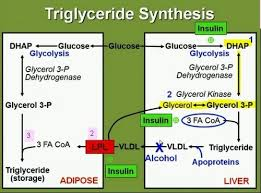 Triglyceride Synthesis
Insulin
DHAP ← Glucose ← Glucose → Glucose → DHAP 1
Glycolysis
Glycolysis
Glycerol 3-P
Dehydrogenase
Glycerol 3-P
Dehydrogenase
2 Glycerol Kinase
Glycerol 3-P
Glycerol → Glycerol 3-P
Insulin
3 FA CoA
3
3 FA CoA
2
LPL
VLDL
X
VLDL
Triglyceride
Alcohol
Apoproteins
Triglyceride
(storage)
Insulin
ADIPOSE
LIVER